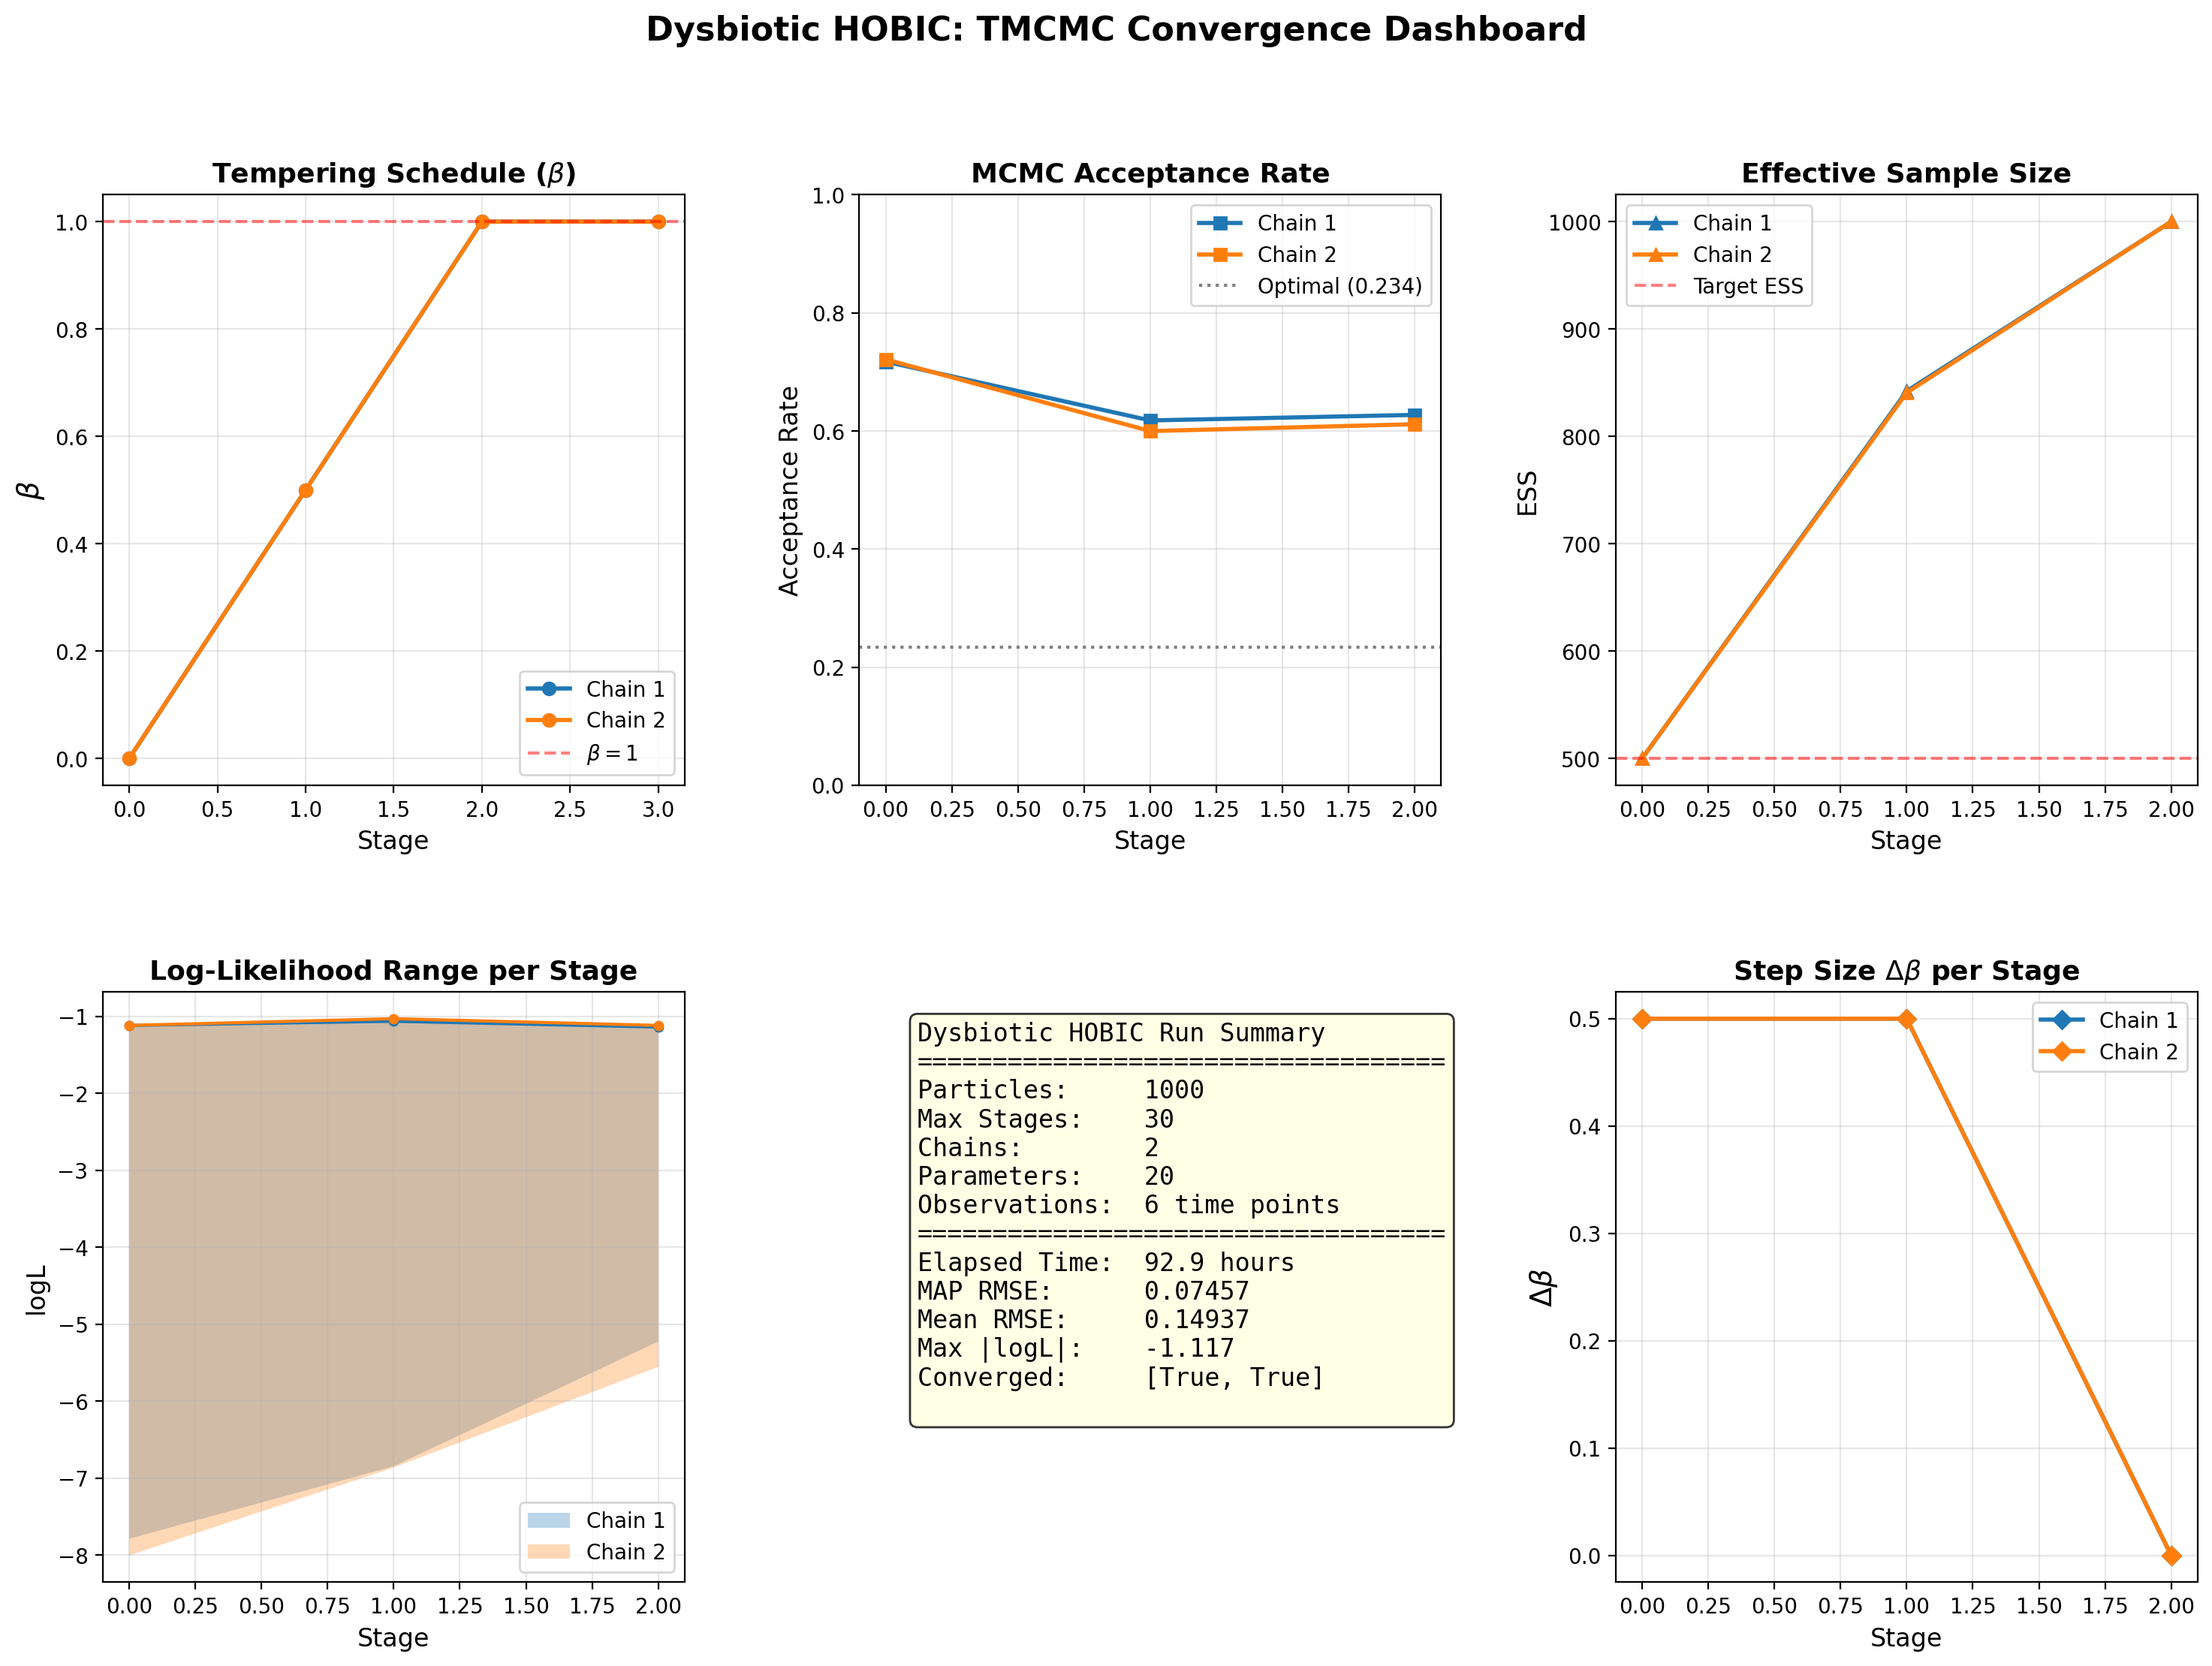 Dysbiotic HOBIC: TMCMC Convergence Dashboard
Tempering Schedule (β)
β
1.0
0.8
0.6
0.4
0.2
0.0
0.0 0.5 1.0 1.5 2.0 2.5 3.0
Stage
Chain 1
Chain 2
β = 1
MCMC Acceptance Rate
Acceptance Rate
1.0
0.8
0.6
0.4
0.2
0.0
0.00 0.25 0.50 0.75 1.00 1.25 1.50 1.75 2.00
Stage
Chain 1
Chain 2
Optimal (0.234)
Effective Sample Size
ESS
1000
900
800
700
600
500
0.00 0.25 0.50 0.75 1.00 1.25 1.50 1.75 2.00
Stage
Chain 1
Chain 2
Target ESS
Log-Likelihood Range per Stage
logL
−1
−2
−3
−4
−5
−6
−7
−8
0.00 0.25 0.50 0.75 1.00 1.25 1.50 1.75 2.00
Stage
Chain 1
Chain 2
Dysbiotic HOBIC Run Summary
===================================
Particles: 1000
Max Stages: 30
Chains: 2
Parameters: 20
Observations: 6 time points
===================================
Elapsed Time: 92.9 hours
MAP RMSE: 0.07457
Mean RMSE: 0.14937
Max |logL|: -1.117
Converged: [True, True]
Step Size Δβ per Stage
Δβ
0.5
0.4
0.3
0.2
0.1
0.0
0.00 0.25 0.50 0.75 1.00 1.25 1.50 1.75 2.00
Stage
Chain 1
Chain 2